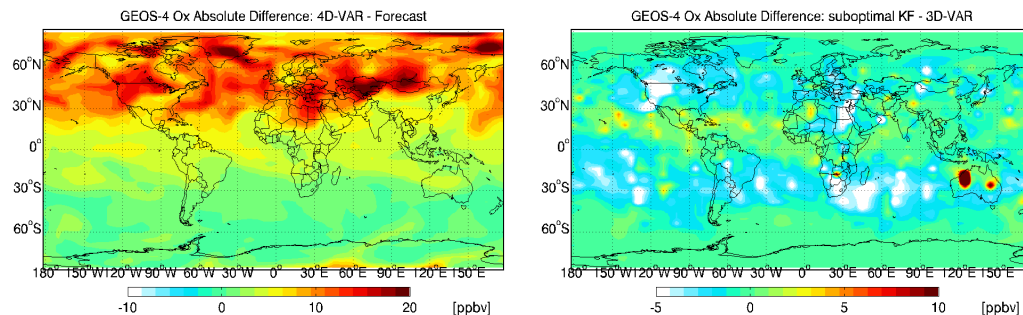 GEOS-4 Ox Absolute Difference: 4D-VAR - Forecast
60°N
30°N
0°
30°S
60°S
180°150°W120°W90°W 60°W 30°W 0° 30°E 60°E 90°E 120°E 150°E
-10 0 10 20 [ppbv]
GEOS-4 Ox Absolute Difference: suboptimal KF - 3D-VAR
60°N
30°N
0°
30°S
60°S
180°150°W120°W90°W 60°W 30°W 0° 30°E 60°E 90°E 120°E 150°E
-5 0 5 10 [ppbv]